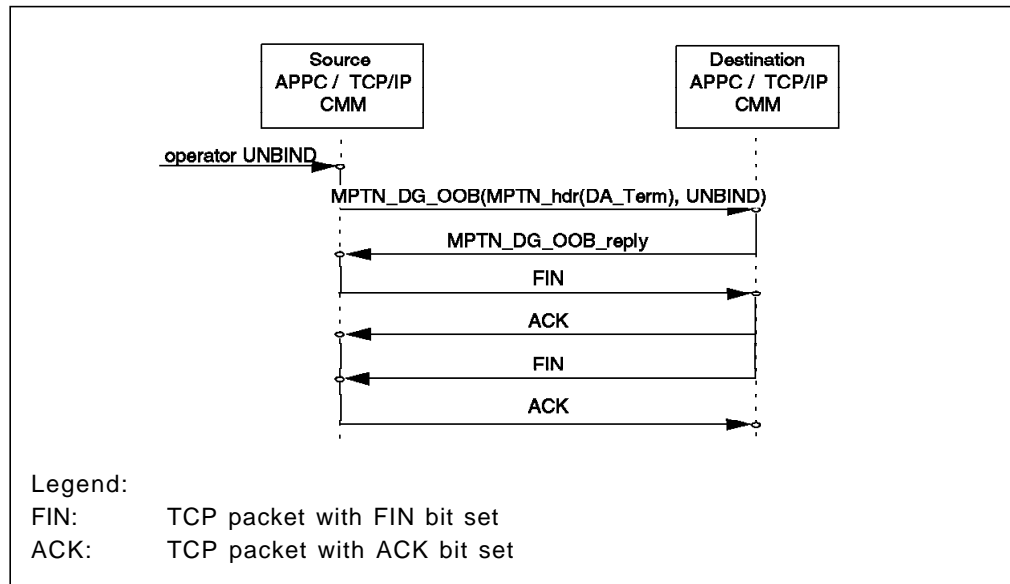 Source
APPC / TCP/IP
CMM
Destination
APPC / TCP/IP
CMM
operator UNBIND
MPTN_DG_OOB(MPTN_hdr(DA_Term), UNBIND)
MPTN_DG_OOB_reply
FIN
ACK
FIN
ACK
Legend:
FIN: TCP packet with FIN bit set
ACK: TCP packet with ACK bit set